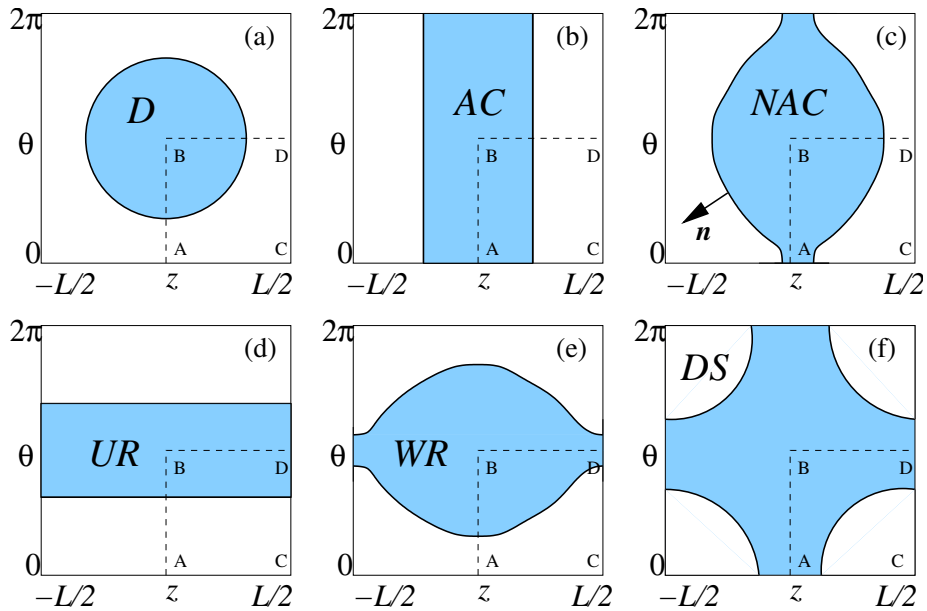 2π (a) 2π (b) 2π (c)
D AC NAC
θ B D θ B D θ B D
n
0 A C 0 A C 0 A C
−L/2 z L/2 −L/2 z L/2 −L/2 z L/2
2π (d) 2π (e) 2π (f)
DS
θ UR B D θ WR B D θ B D
0 A C 0 A C 0 A C
−L/2 z L/2 −L/2 z L/2 −L/2 z L/2